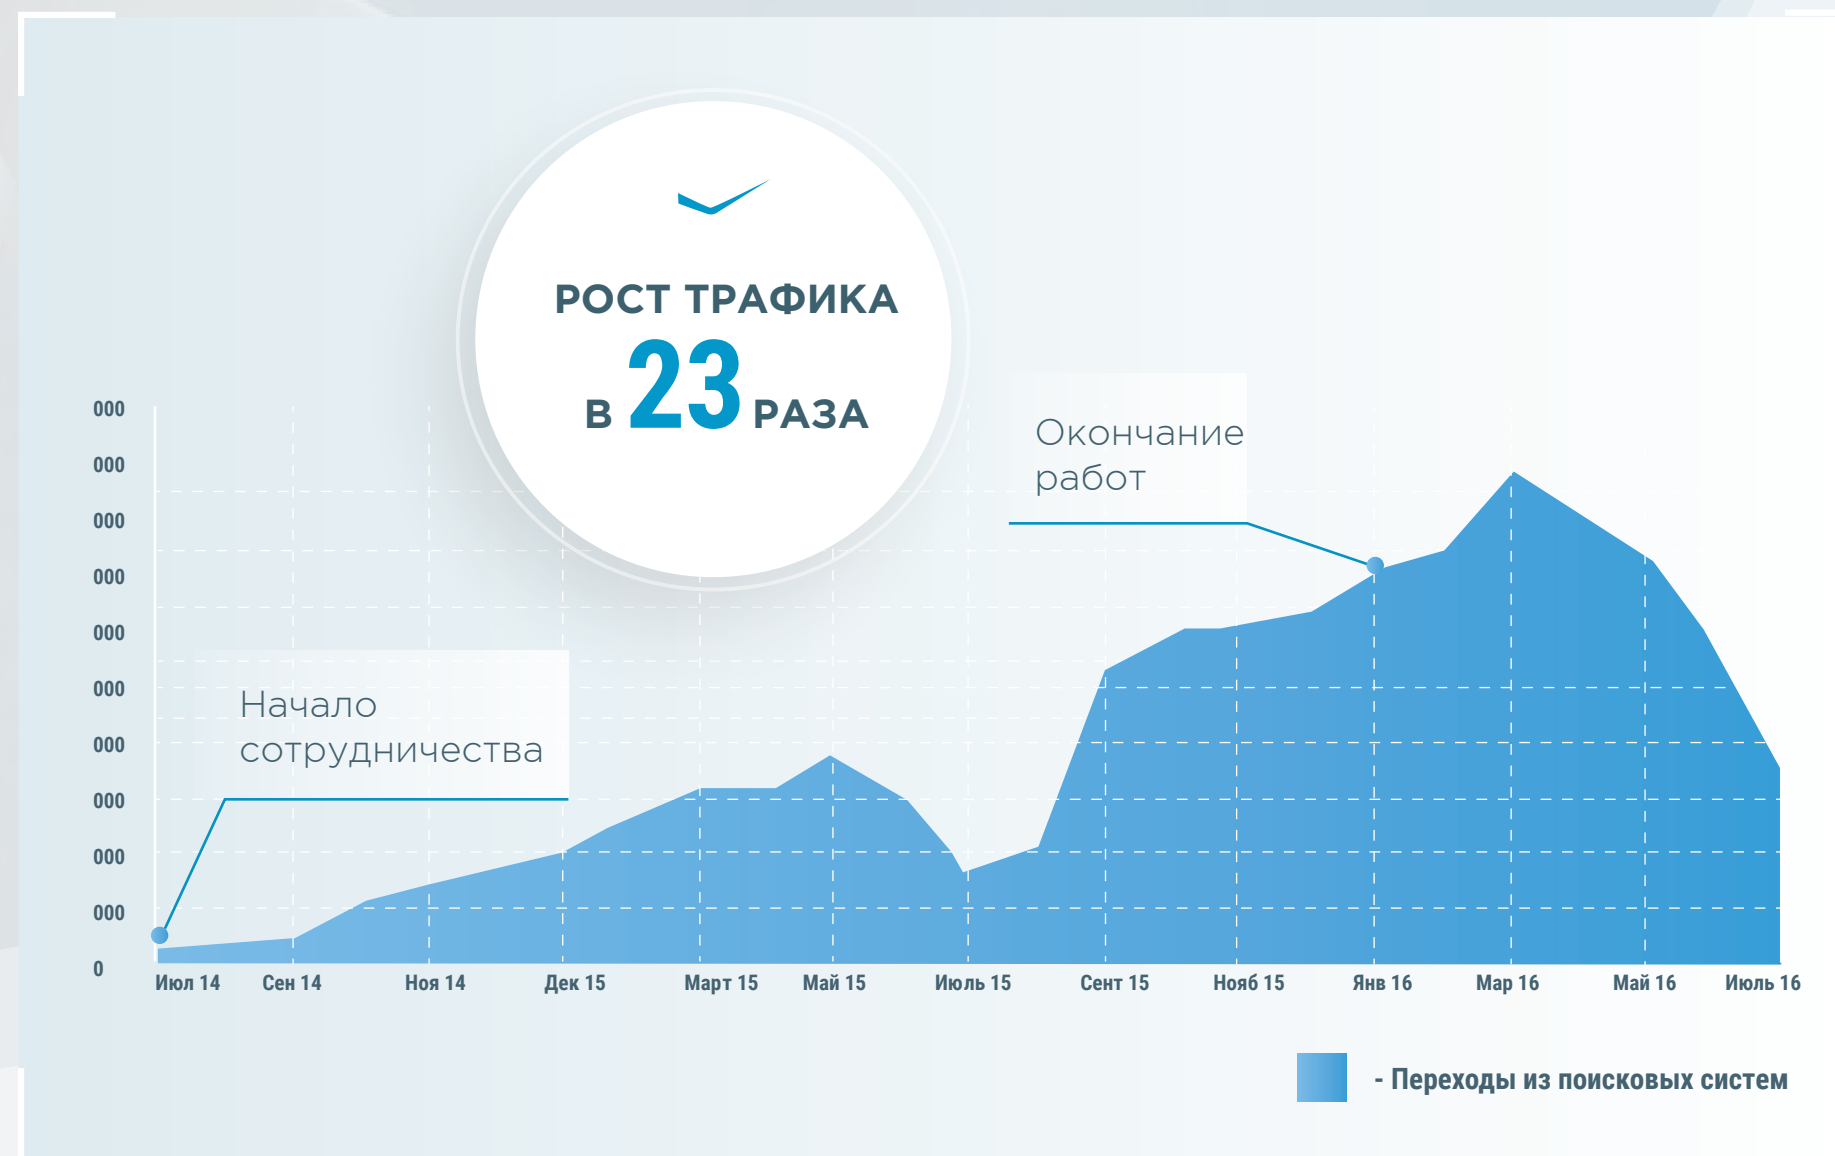 РОСТ ТРАФИКА
В 23 РАЗА
Окончание
работ
Начало
сотрудничества
000
000
000
000
000
000
000
000
000
000
0
Июл 14 Сен 14 Ноя 14 Дек 15 Март 15 Май 15 Июль 15 Сент 15 Нояб 15 Янв 16 Мар 16 Май 16 Июль 16
- Переходы из поисковых систем